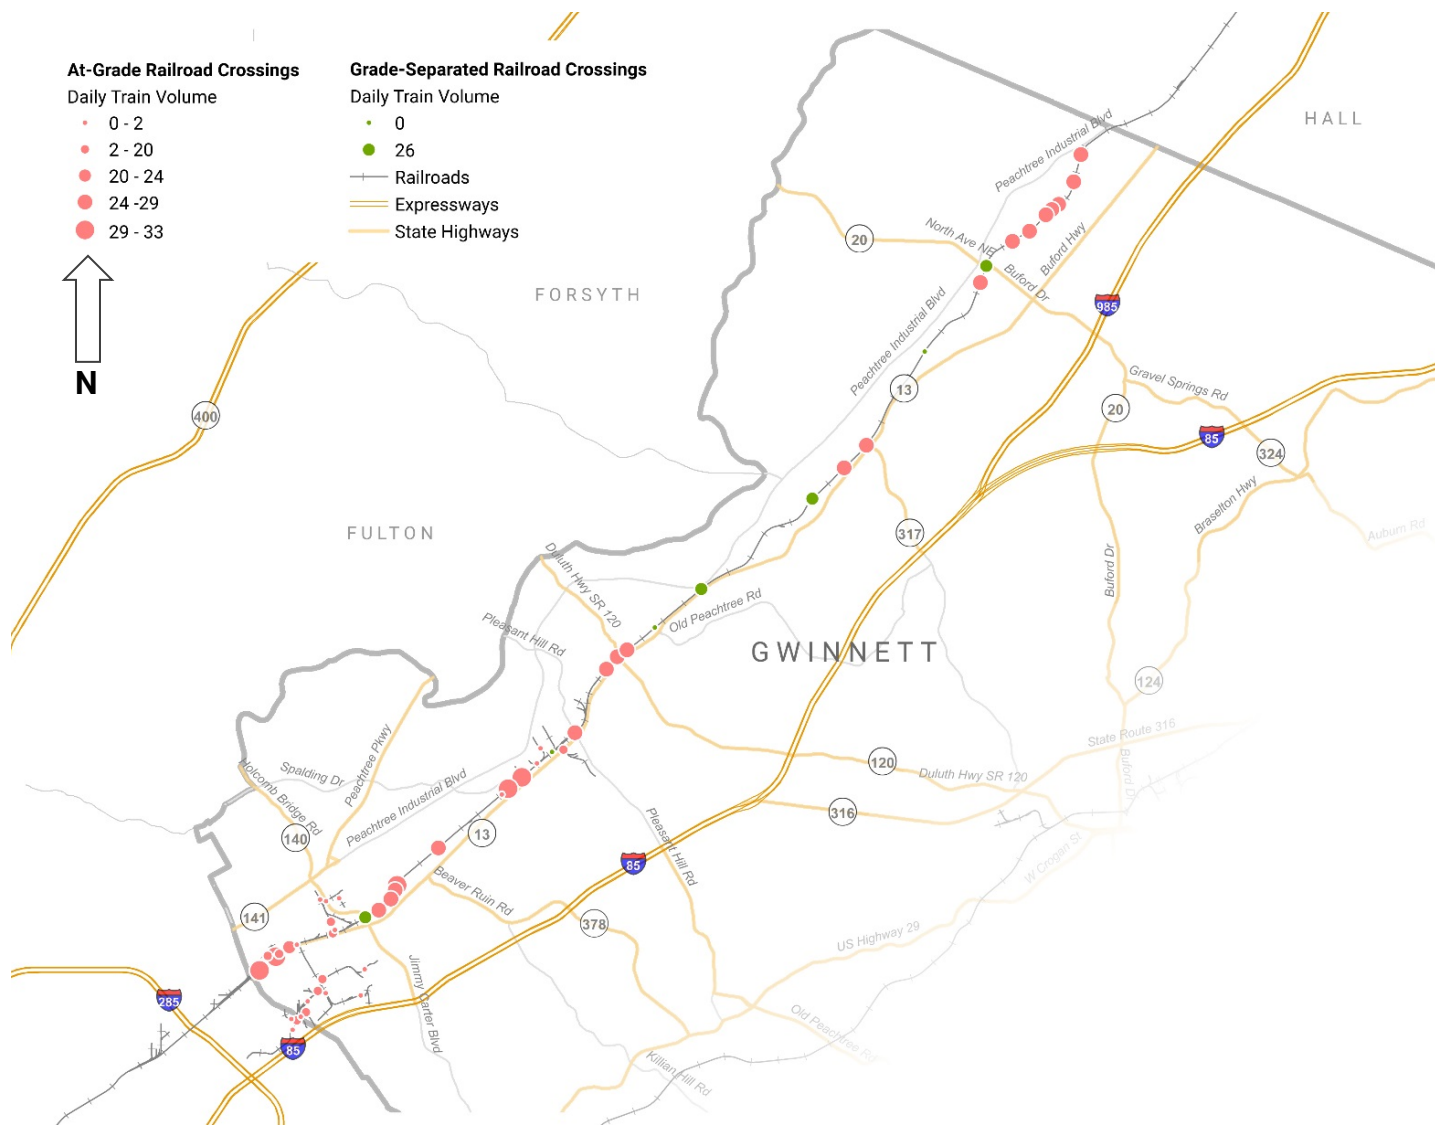 At-Grade Railroad Crossings
Daily Train Volume
0 - 2
2 - 20
20 - 24
24 -29
29 - 33
N
Grade-Separated Railroad Crossings
Daily Train Volume
0
26
Railroads
Expressways
State Highways
HALL
Peachtree Industrial Blvd
20
North Ave NE
Buford Hwy
Buford Dr
FORSYTH
985
Peachtree Industrial Blvd
13
Gravel Springs Rd
20
400
85
324
Braselton Hwy
FULTON
317
Auburn Rd
Duluth Hwy SR 120
Buford Dr
Old Peachtree Rd
Pleasant Hill Rd
GWINNETT
124
State Route 316
Peachtree Pkwy
120
Duluth Hwy SR 120
Buford Dr
Spalding Dr
Holcomb Bridge Rd
Peachtree Industrial Blvd
316
140
13
Pleasant Hill Rd
85
W Crogan St
Beaver Ruin Rd
141
378
US Highway 29
285
Jimmy Carter Blvd
Old Peachtree Rd
85
Killian Hill Rd